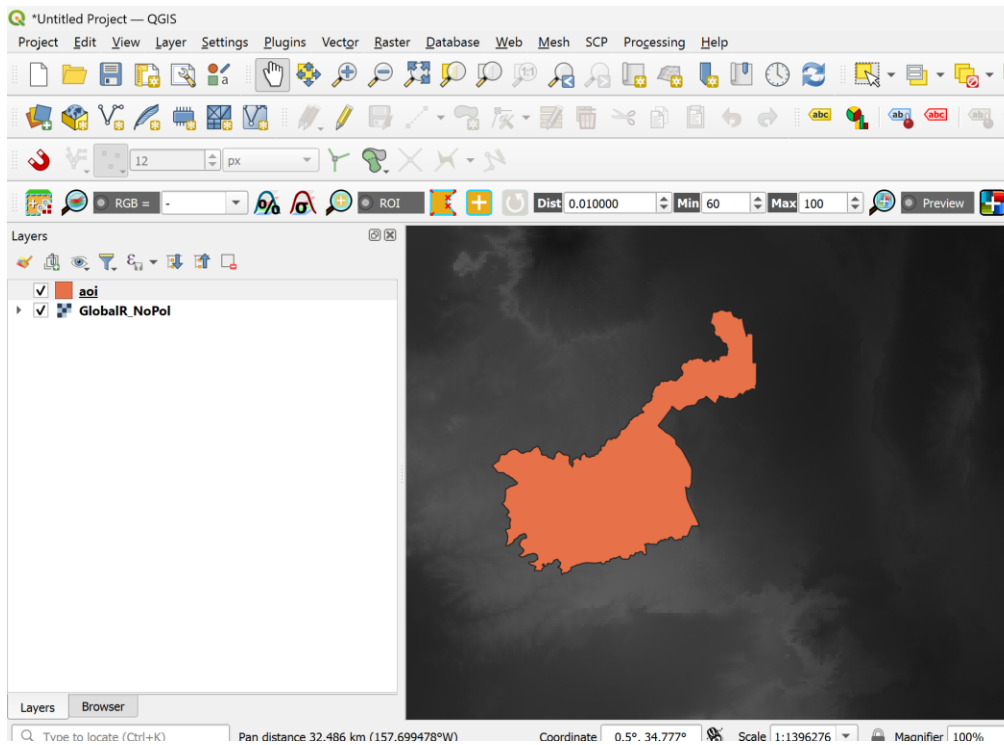 *Untitled Project — QGIS
Project Edit View Layer Settings Plugins Vector Raster Database Web Mesh SCP Processing Help
12 px
RGB = - ROI Dist 0.010000 Min 60 Max 100 Preview
Layers
aoi
GlobalR_NoPol
Layers Browser
Type to locate (Ctrl+K) Pan distance 32.486 km (157.699478°W) Coordinate 0.5°, 34.777° Scale 1:1396276 Magnifier 100%